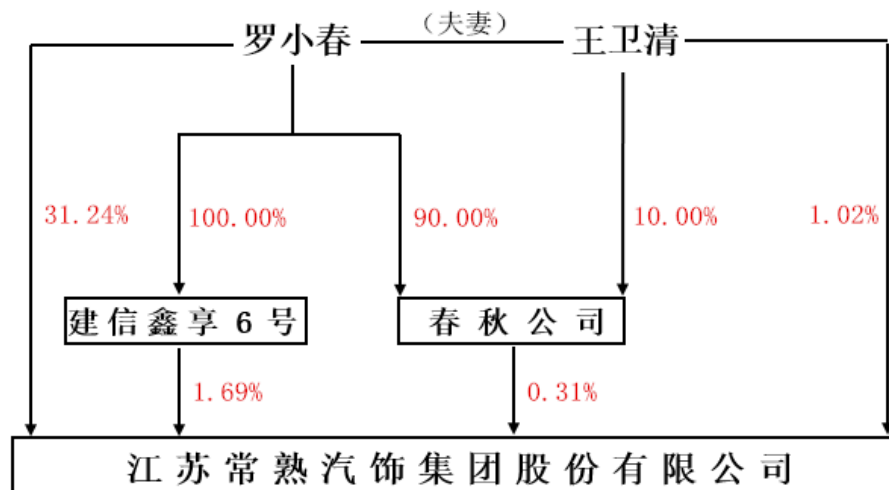 罗小春 （夫妻） 王卫清
31.24% 100.00% 90.00% 10.00% 1.02%
建信鑫享6号 春秋公司
1.69% 0.31%
江苏常熟汽饰集团股份有限公司